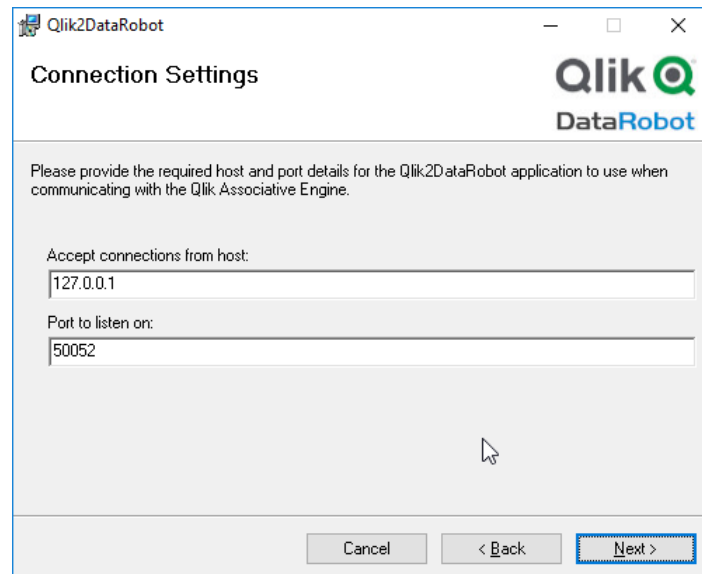 Qlik2DataRobot
Connection Settings
Qlik
DataRobot
Please provide the required host and port details for the Qlik2DataRobot application to use when
communicating with the Qlik Associative Engine.
Accept connections from host:
127.0.0.1
Port to listen on:
50052
Cancel
< Back
Next >